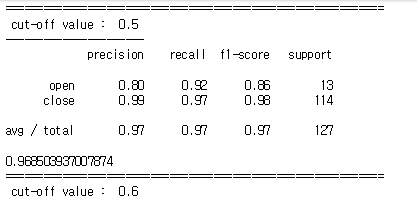 ==================================================
cut-off value :  0.5
--------------------
precision    recall  f1-score   support
open       0.80      0.92      0.86        13
close       0.99      0.97      0.98       114
avg / total       0.97      0.97      0.97       127
0.968503937007874
==================================================
cut-off value :  0.6